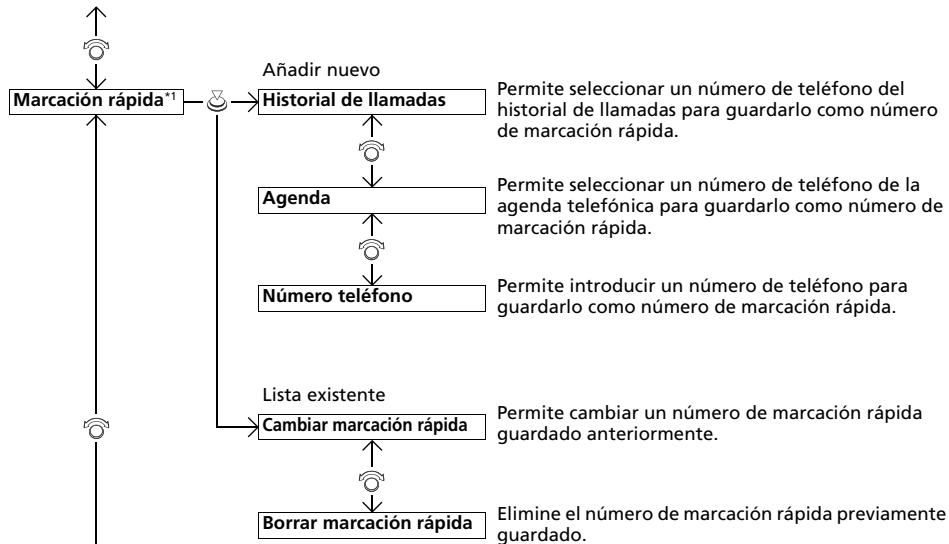 Añadir nuevo
Marcación rápida*1
Historial de llamadas
Permite seleccionar un número de teléfono del
historial de llamadas para guardarlo como número
de marcación rápida.
Agenda
Permite seleccionar un número de teléfono de la
agenda telefónica para guardarlo como número de
marcación rápida.
Número teléfono
Permite introducir un número de teléfono para
guardarlo como número de marcación rápida.
Lista existente
Cambiar marcación rápida
Permite cambiar un número de marcación rápida
guardado anteriormente.
Borrar marcación rápida
Elimine el número de marcación rápida previamente
guardado.